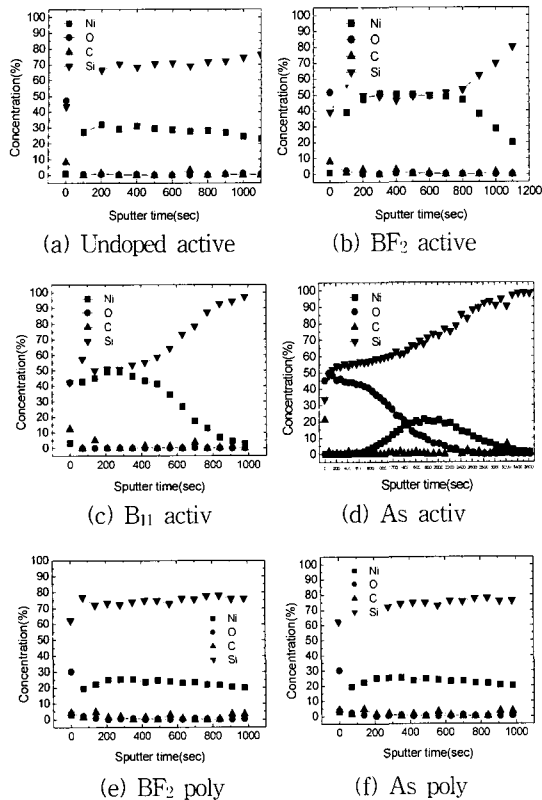 Ni
O
C
Si
Concentration(%)
100
90
80
70
60
50
40
30
20
10
0
0 200 400 600 800 1000
Sputter time(sec)
(a) Undoped active
Ni
O
C
Si
Concentration(%)
100
90
80
70
60
50
40
30
20
10
0
0 200 400 600 800 1000 1200
Sputter time(sec)
(b) BF₂ active
Ni
O
C
Si
Concentration(%)
100
90
80
70
60
50
40
30
20
10
0
0 200 400 600 800 1000
Sputter time(sec)
(c) B₁₁ activ
Ni
O
C
Si
Concentration(%)
100
90
80
70
60
50
40
30
20
10
0
Sputter time(sec)
(d) As activ
Ni
O
C
Si
Concentration(%)
100
90
80
70
60
50
40
30
20
10
0
0 200 400 600 800 1000
Sputter time(sec)
(e) BF₂ poly
Ni
O
C
Si
Concentration(%)
100
90
80
70
60
50
40
30
20
10
0
0 200 400 600 800 1000
Sputter time(sec)
(f) As poly